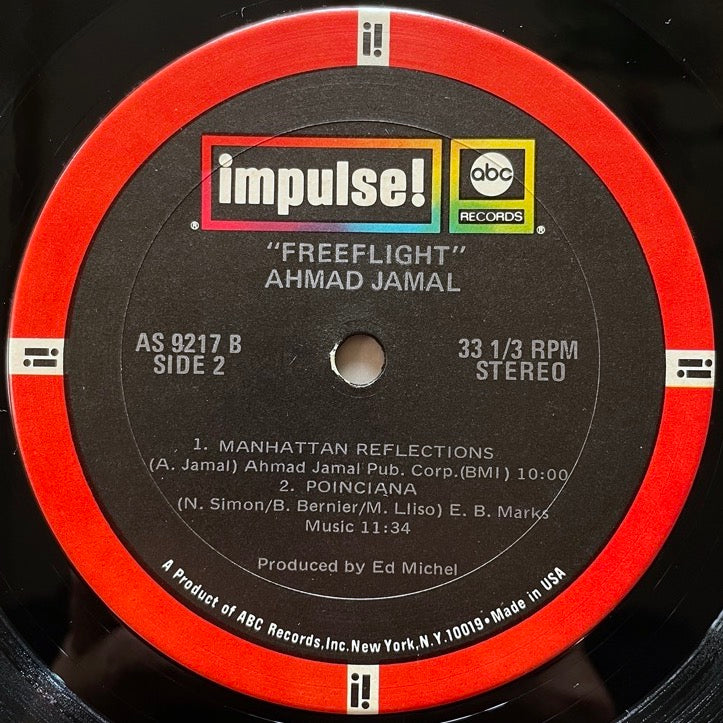 i!
impulse!
®
abc
RECORDS
®
"FREEFLIGHT"
AHMAD JAMAL
AS 9217 B
SIDE 2
33 1/3 RPM
STEREO
i!
i!
1. MANHATTAN REFLECTIONS
(A. Jamal) Ahmad Jamal Pub. Corp.(BMI) 10:00
2. POINCIANA
(N. Simon/B. Bernier/M. Lliso) E. B. Marks
Music 11:34
Produced by Ed Michel
A Product of ABC Records, Inc. New York, N.Y. 10019 • Made in USA
i!